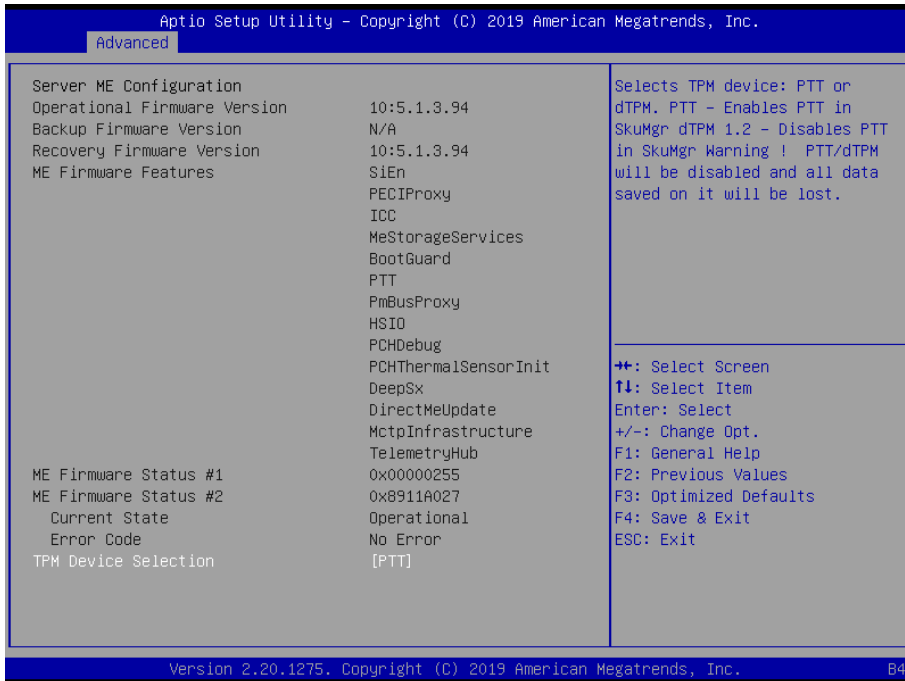 Aptio Setup Utility – Copyright (C) 2019 American Megatrends, Inc.
Advanced
Server ME Configuration
Operational Firmware Version 10:5.1.3.94
Backup Firmware Version N/A
Recovery Firmware Version 10:5.1.3.94
ME Firmware Features SiEn
PECIProxy
ICC
MeStorageServices
BootGuard
PTT
PmBusProxy
HSIO
PCHDebug
PCHThermalSensorInit
DeepSx
DirectMeUpdate
MctpInfrastructure
TelemetryHub
ME Firmware Status #1 0x00000255
ME Firmware Status #2 0x8911A027
Current State Operational
Error Code No Error
TPM Device Selection [PTT]
Selects TPM device: PTT or
dTPM. PTT – Enables PTT in
SkuMgr dTPM 1.2 – Disables PTT
in SkuMgr Warning ! PTT/dTPM
will be disabled and all data
saved on it will be lost.
→←: Select Screen
↑↓: Select Item
Enter: Select
+/–: Change Opt.
F1: General Help
F2: Previous Values
F3: Optimized Defaults
F4: Save & Exit
ESC: Exit
Version 2.20.1275. Copyright (C) 2019 American Megatrends, Inc.
B4